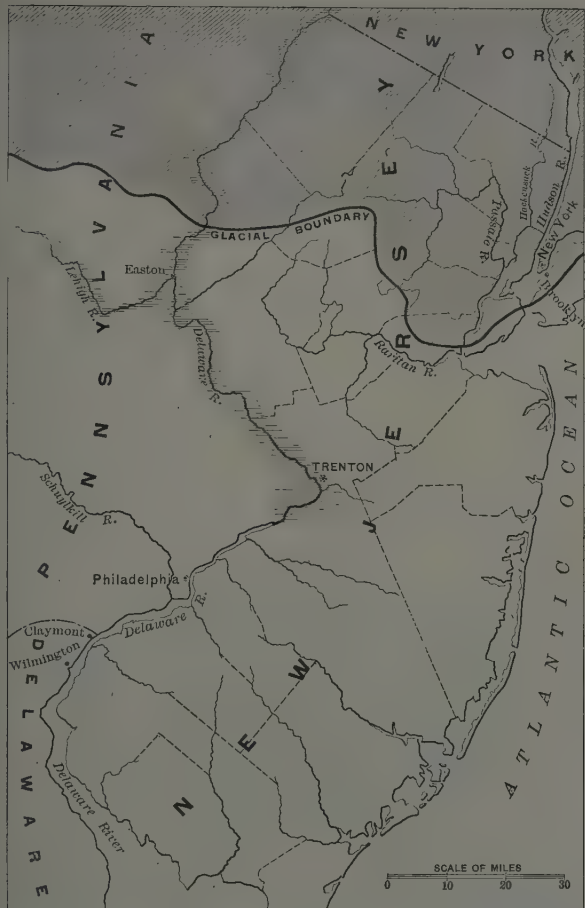 NEW YORK
PENNSYLVANIA
NEW JERSEY
GLACIAL BOUNDARY
Hackensack R.
Hudson R.
Passaic R.
New York
Brooklyn
Easton
Lehigh R.
Delaware R.
Raritan R.
TRENTON
Schuylkill R.
Philadelphia
Delaware R.
Claymont
Wilmington
DELAWARE
Delaware River
ATLANTIC OCEAN
SCALE OF MILES
0 10 20 30